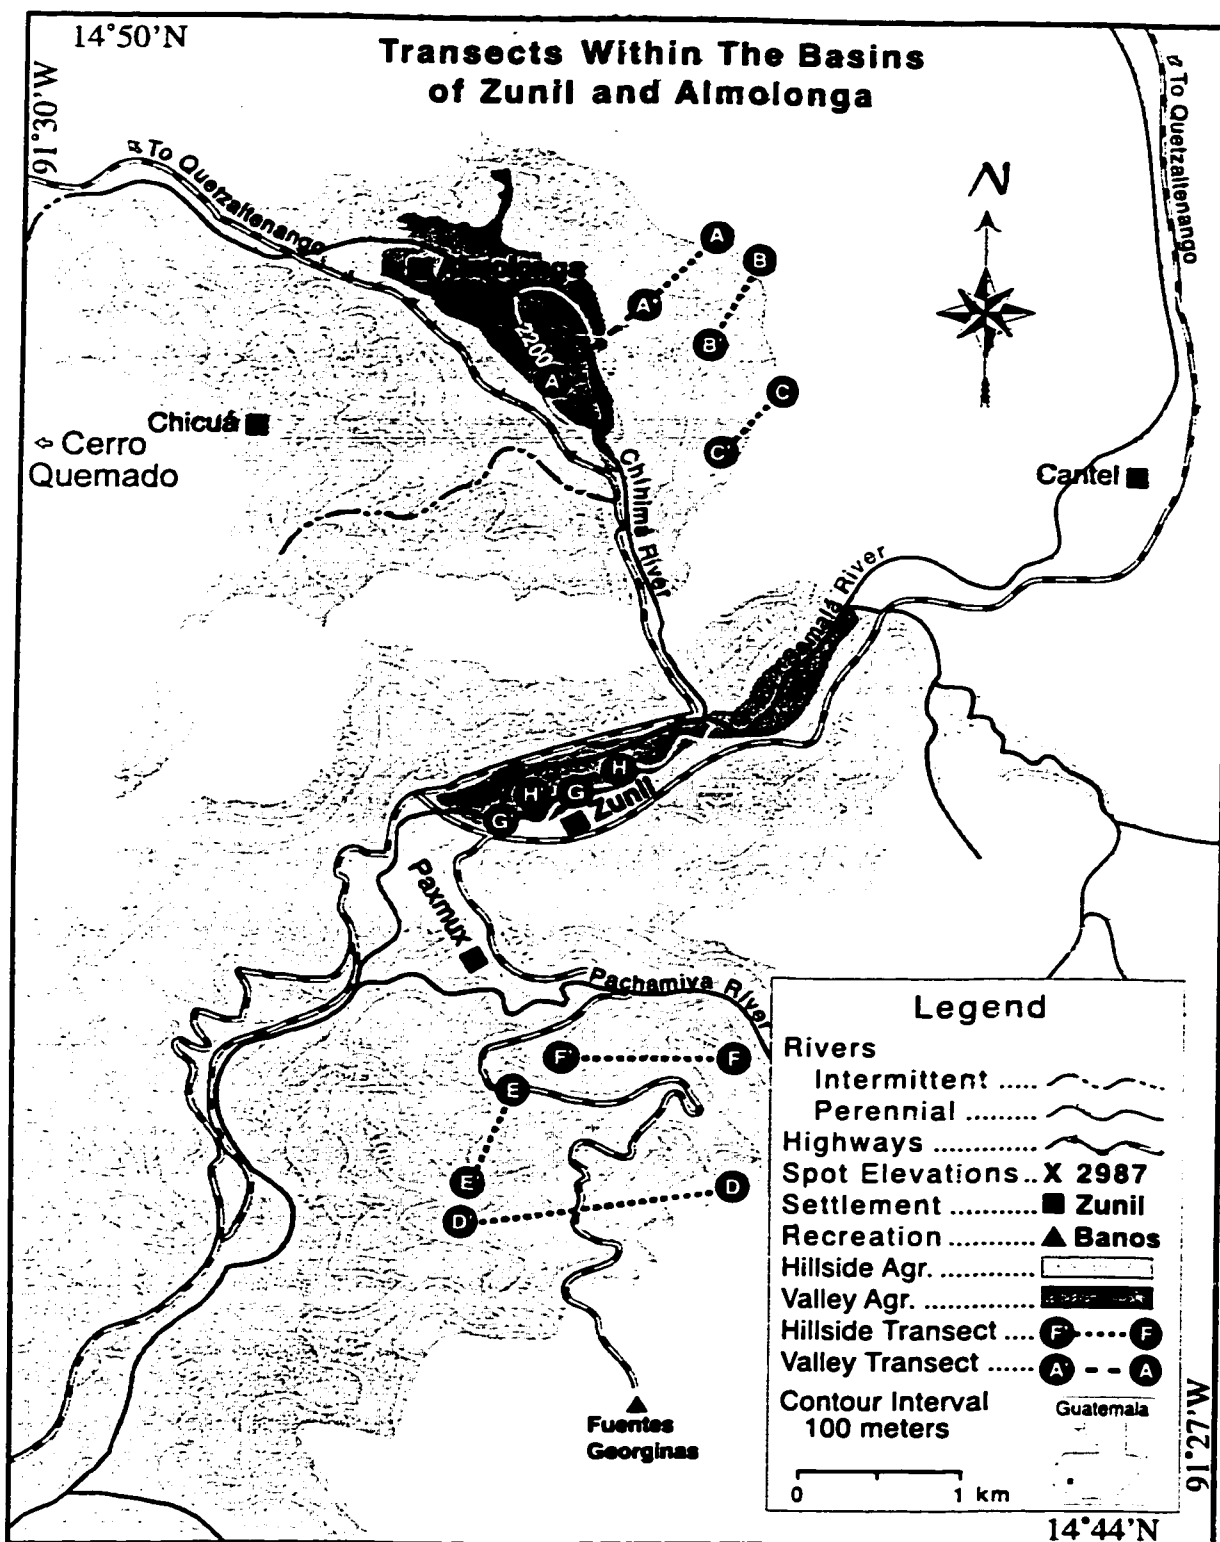 14°50'N
91°30'W
Transects Within The Basins
of Zunil and Almolonga
To Quetzaltenango
To Quetzaltenango
N
Almolonga
A
B
A'
B'
2200
A'
C
C'
Chicuá
Cerro
Quemado
Cantel
Chihimá River
Samalá River
H
H'
G
G'
Zunil
Paxmux
Pachamiya River
F'
F
E
E'
D
D'
Fuentes
Georginas
Legend
Rivers
Intermittent .....
Perennial .........
Highways ............
Spot Elevations.. X 2987
Settlement ........... Zunil
Recreation ........... Banos
Hillside Agr. ............
Valley Agr. ..............
Hillside Transect .... F' F
Valley Transect ...... A' A
Contour Interval
100 meters
Guatemala
0 1 km
91°27'W
14°44'N